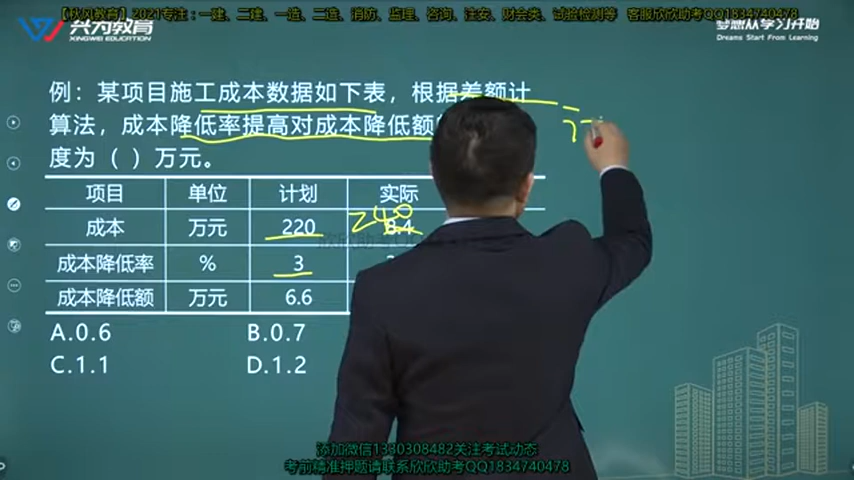 【秋风教育】2021专注：一建、二建、一造、二造、消防、监理、咨询、注安、财会类、试验检测等 客服欣欣助考QQ1834740478
兴为教育
XINGWEI EDUCATION
梦想从学习开始
Dreams Start From Learning
例：某项目施工成本数据如下表，根据差额计
算法，成本降低率提高对成本降低额
度为（ ）万元。
项目 单位 计划 实际
成本 万元 220 240 8.4
成本降低率 % 3
成本降低额 万元 6.6
A.0.6 B.0.7
C.1.1 D.1.2
添加微信1330308482关注考试动态
考前精准押题请联系欣欣助考QQ1834740478